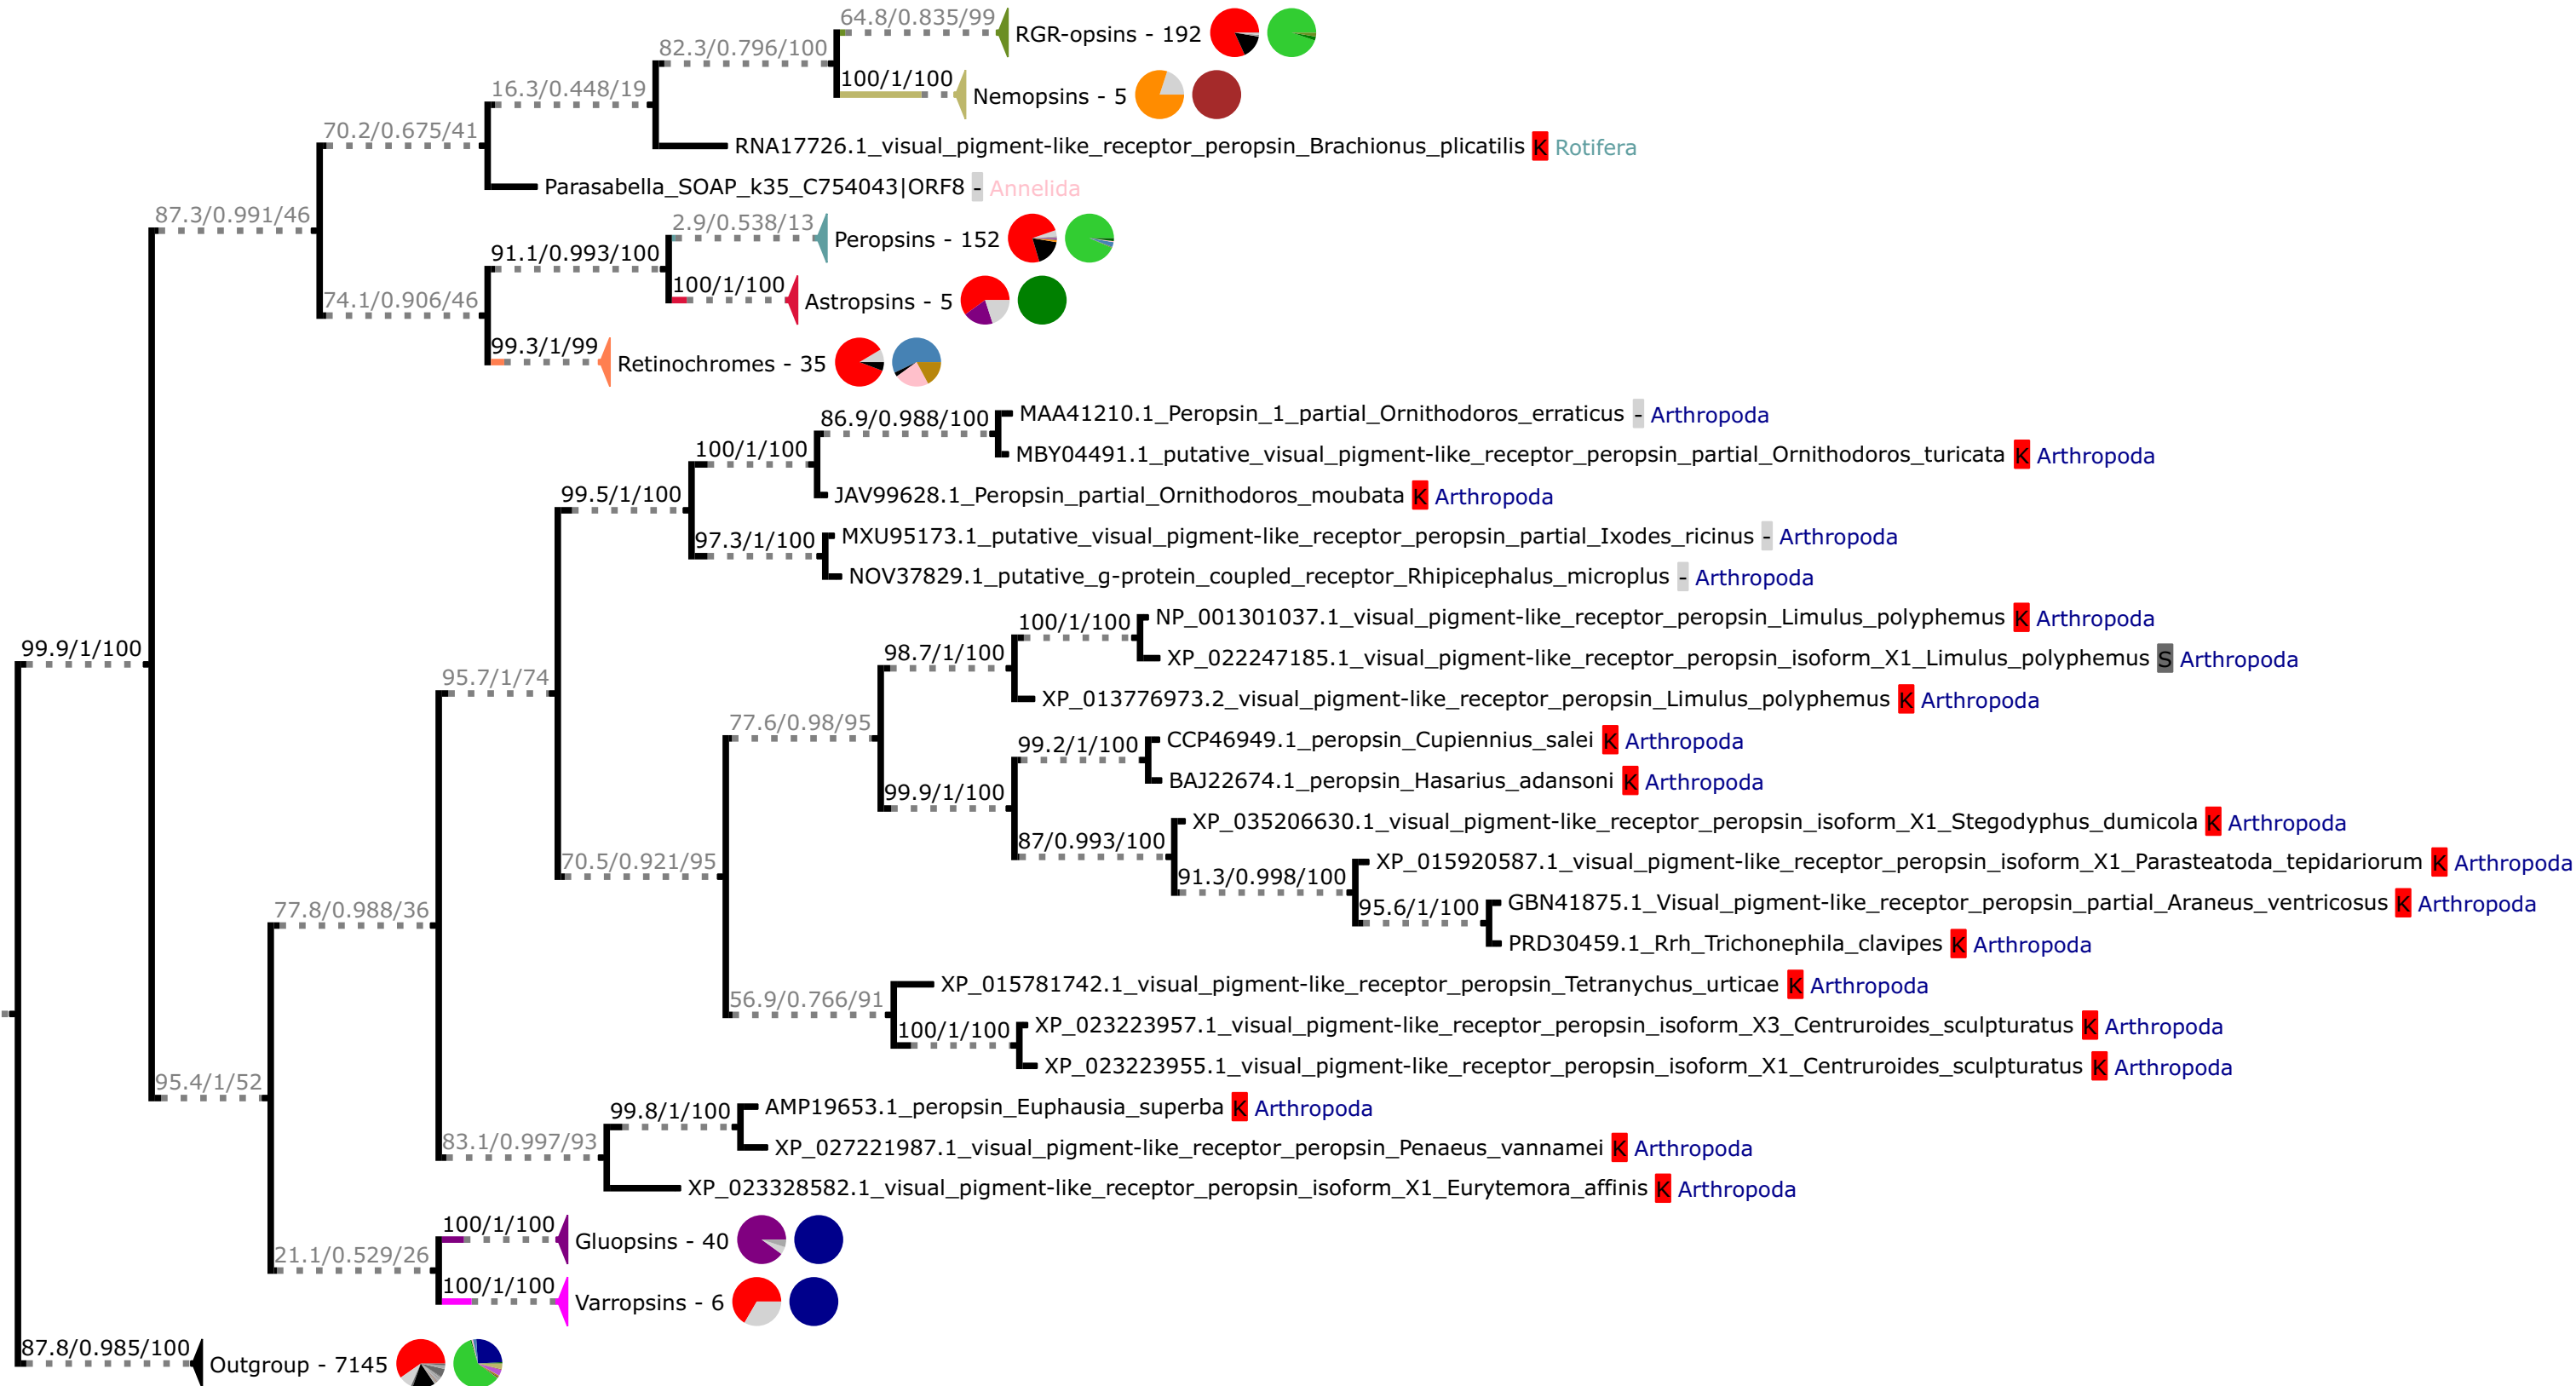 64.8/0.835/99
RGR-opsins - 192
82.3/0.796/100
100/1/100
Nemopsins - 5
16.3/0.448/19
70.2/0.675/41
RNA17726.1_visual_pigment-like_receptor_peropsin_Brachionus_plicatilis K Rotifera
Parasabella_SOAP_k35_C754043|ORF8 - Annelida
87.3/0.991/46
2.9/0.538/13
Peropsins - 152
91.1/0.993/100
100/1/100
Astropsins - 5
74.1/0.906/46
99.3/1/99
Retinochromes - 35
86.9/0.988/100
MAA41210.1_Peropsin_1_partial_Ornithodoros_erraticus - Arthropoda
100/1/100
MBY04491.1_putative_visual_pigment-like_receptor_peropsin_partial_Ornithodoros_turicata K Arthropoda
99.5/1/100
JAV99628.1_Peropsin_partial_Ornithodoros_moubata K Arthropoda
97.3/1/100
MXU95173.1_putative_visual_pigment-like_receptor_peropsin_partial_Ixodes_ricinus - Arthropoda
NOV37829.1_putative_g-protein_coupled_receptor_Rhipicephalus_microplus - Arthropoda
100/1/100
NP_001301037.1_visual_pigment-like_receptor_peropsin_Limulus_polyphemus K Arthropoda
99.9/1/100
98.7/1/100
XP_022247185.1_visual_pigment-like_receptor_peropsin_isoform_X1_Limulus_polyphemus S Arthropoda
95.7/1/74
XP_013776973.2_visual_pigment-like_receptor_peropsin_Limulus_polyphemus K Arthropoda
77.6/0.98/95
99.2/1/100
CCP46949.1_peropsin_Cupiennius_salei K Arthropoda
BAJ22674.1_peropsin_Hasarius_adansoni K Arthropoda
99.9/1/100
XP_035206630.1_visual_pigment-like_receptor_peropsin_isoform_X1_Stegodyphus_dumicola K Arthropoda
87/0.993/100
70.5/0.921/95
XP_015920587.1_visual_pigment-like_receptor_peropsin_isoform_X1_Parasteatoda_tepidariorum K Arthropoda
91.3/0.998/100
77.8/0.988/36
95.6/1/100
GBN41875.1_Visual_pigment-like_receptor_peropsin_partial_Araneus_ventricosus K Arthropoda
PRD30459.1_Rrh_Trichonephila_clavipes K Arthropoda
XP_015781742.1_visual_pigment-like_receptor_peropsin_Tetranychus_urticae K Arthropoda
56.9/0.766/91
100/1/100
XP_023223957.1_visual_pigment-like_receptor_peropsin_isoform_X3_Centruroides_sculpturatus K Arthropoda
XP_023223955.1_visual_pigment-like_receptor_peropsin_isoform_X1_Centruroides_sculpturatus K Arthropoda
95.4/1/52
99.8/1/100
AMP19653.1_peropsin_Euphausia_superba K Arthropoda
83.1/0.997/93
XP_027221987.1_visual_pigment-like_receptor_peropsin_Penaeus_vannamei K Arthropoda
XP_023328582.1_visual_pigment-like_receptor_peropsin_isoform_X1_Eurytemora_affinis K Arthropoda
100/1/100
Gluopsins - 40
21.1/0.529/26
100/1/100
Varropsins - 6
87.8/0.985/100
Outgroup - 7145